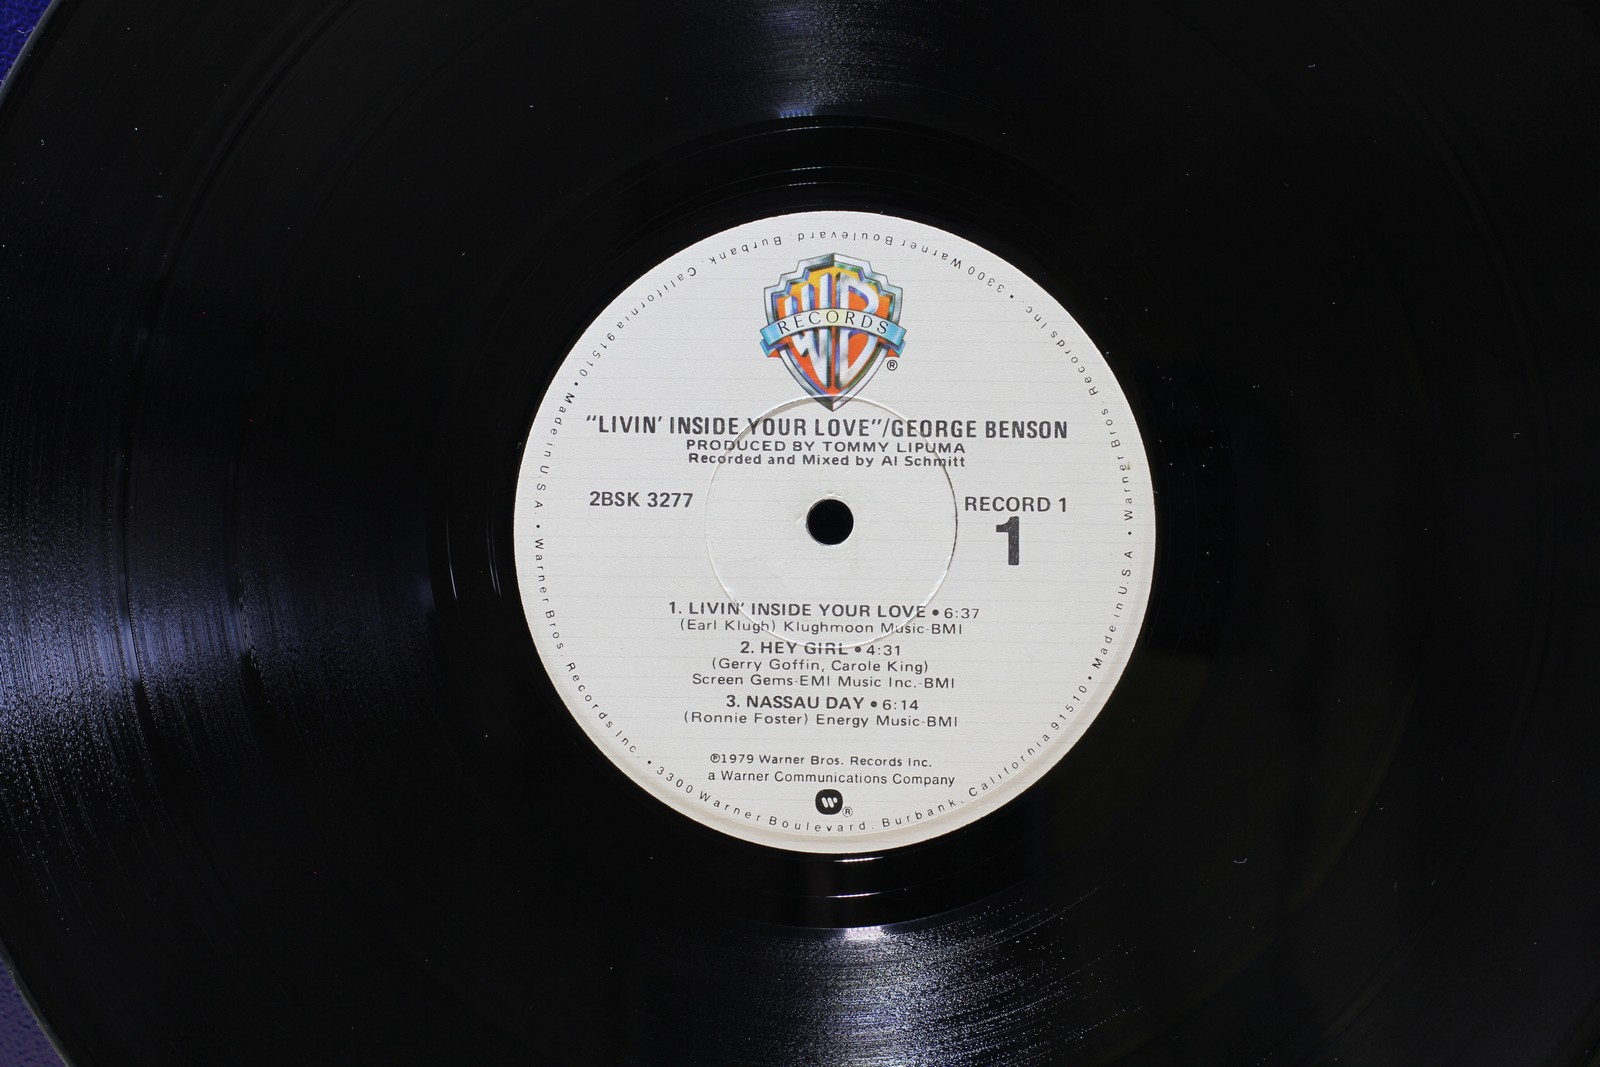 WB
RECORDS
®
"LIVIN' INSIDE YOUR LOVE"/GEORGE BENSON
PRODUCED BY TOMMY LIPUMA
Recorded and Mixed by Al Schmitt
2BSK 3277
RECORD 1
1
1. LIVIN' INSIDE YOUR LOVE • 6:37
(Earl Klugh) Klughmoon Music-BMI
2. HEY GIRL • 4:31
(Gerry Goffin, Carole King)
Screen Gems-EMI Music Inc.-BMI
3. NASSAU DAY • 6:14
(Ronnie Foster) Energy Music-BMI
℗1979 Warner Bros. Records Inc.
a Warner Communications Company
®
Warner Bros. Records Inc. • 3300 Warner Boulevard, Burbank, California 91510 • Made in U.S.A. • Warner Bros. Records Inc. • 3300 Warner Boulevard, Burbank, California 91510 • Made in U.S.A. •